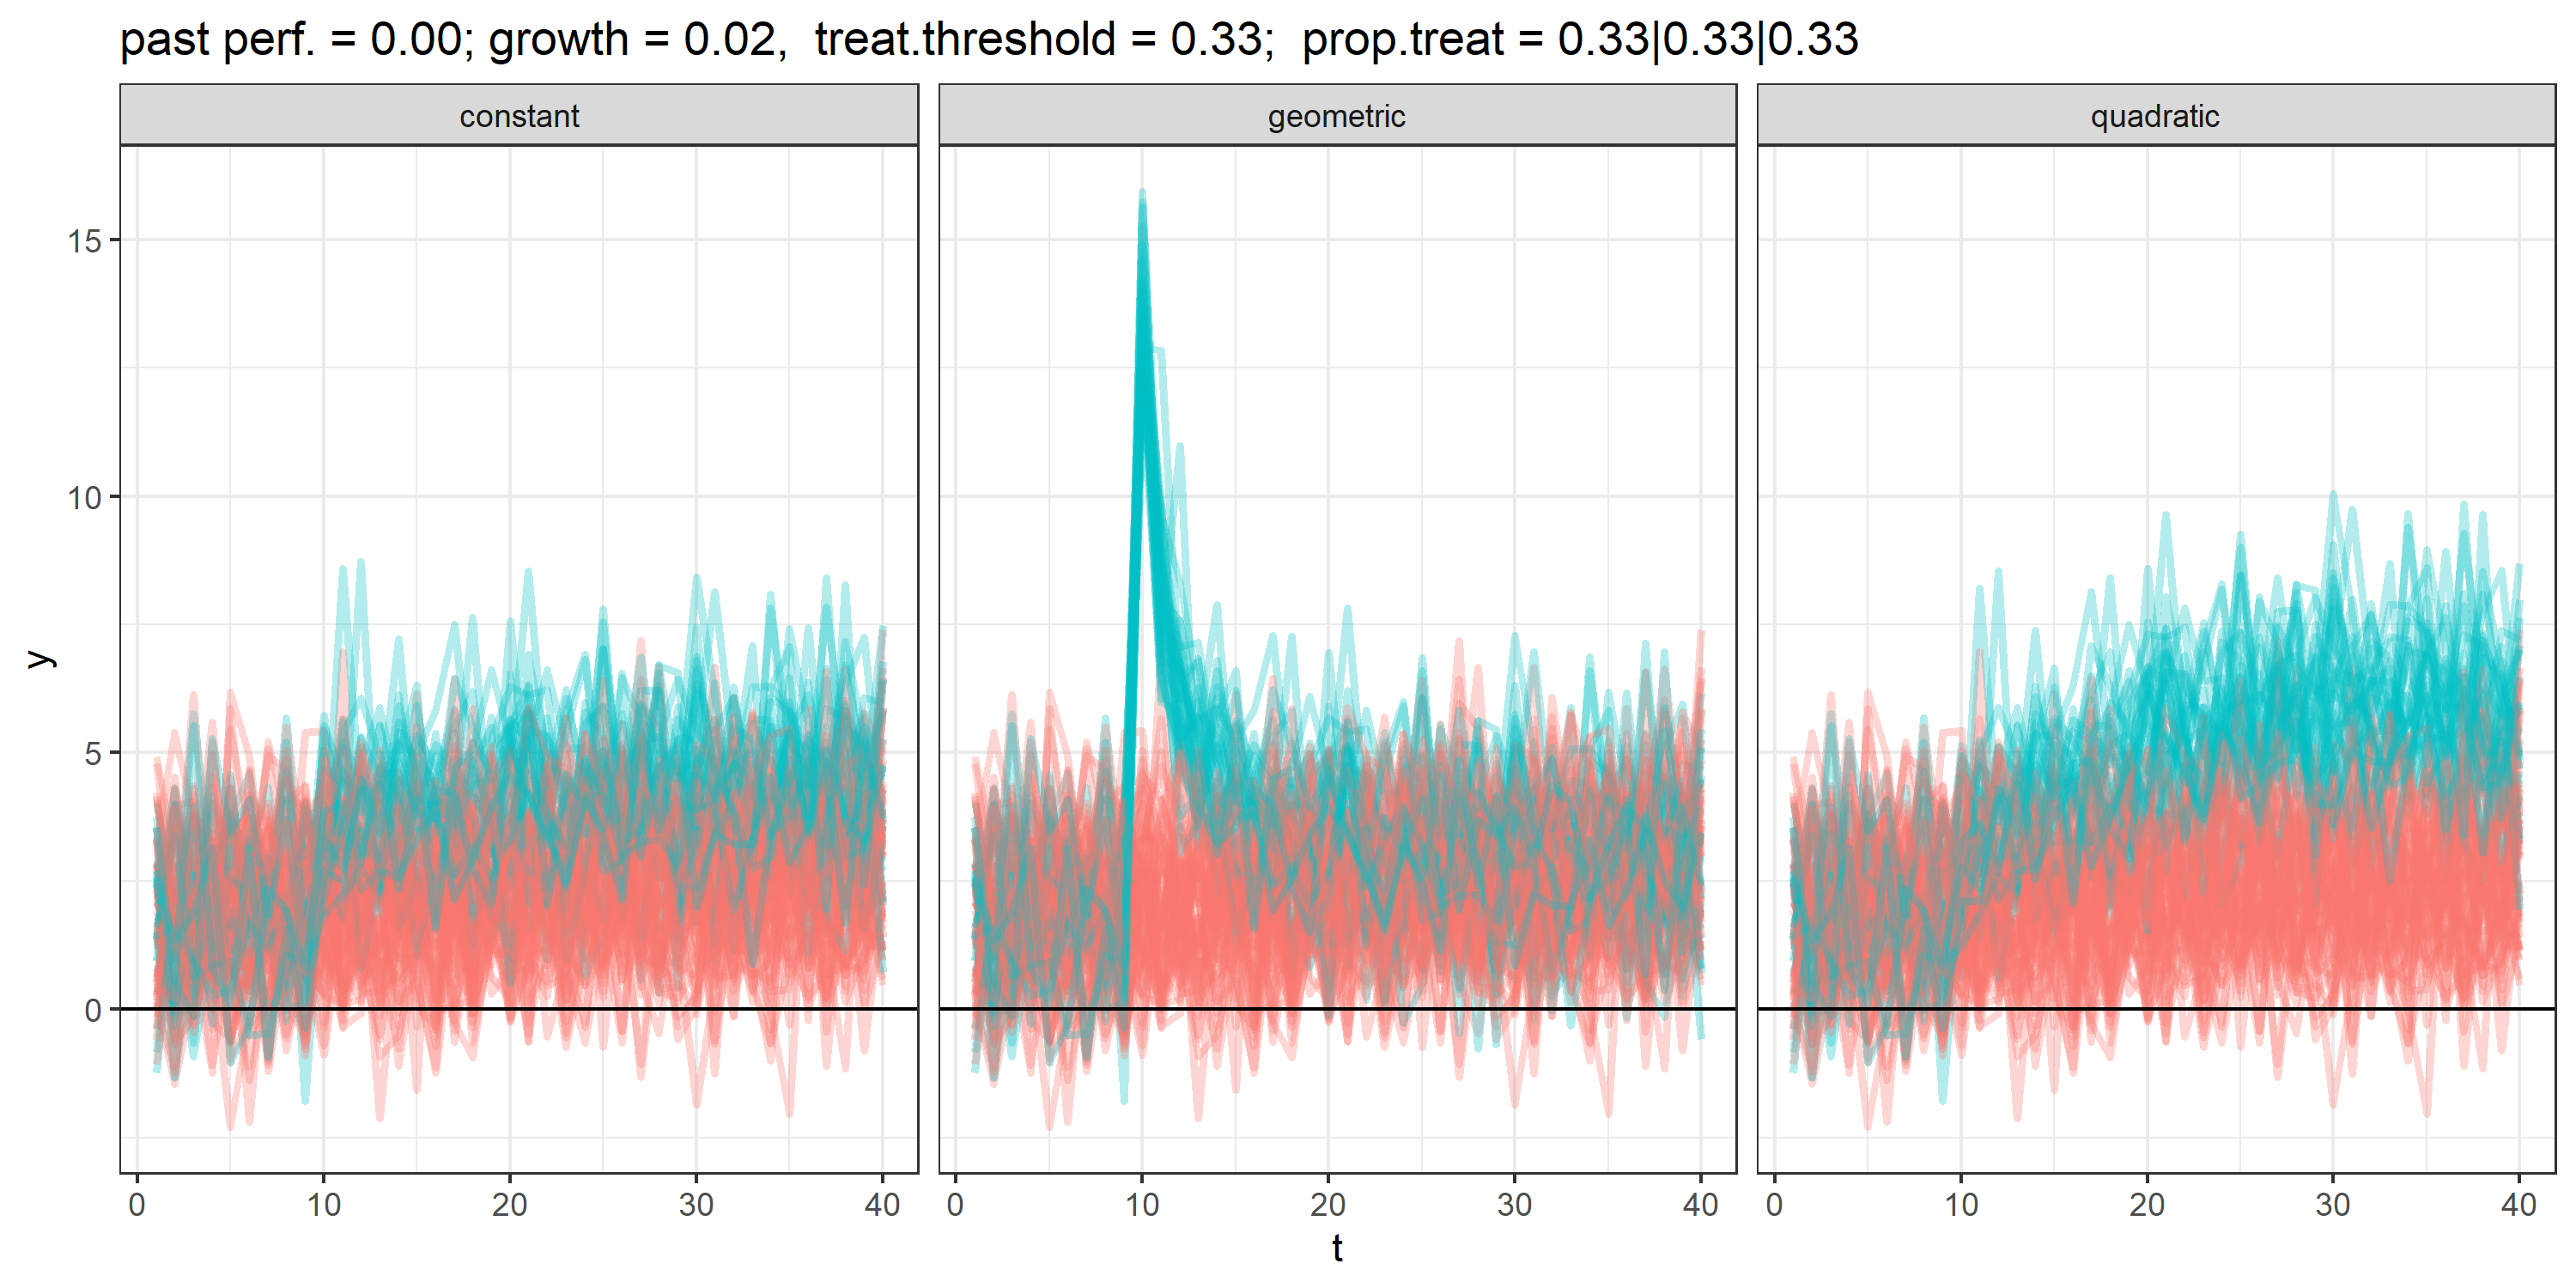 past perf. = 0.00; growth = 0.02,  treat.threshold = 0.33;  prop.treat = 0.33|0.33|0.33
constant geometric quadratic
15
10
5
0
y
0 10 20 30 40 0 10 20 30 40 0 10 20 30 40
t